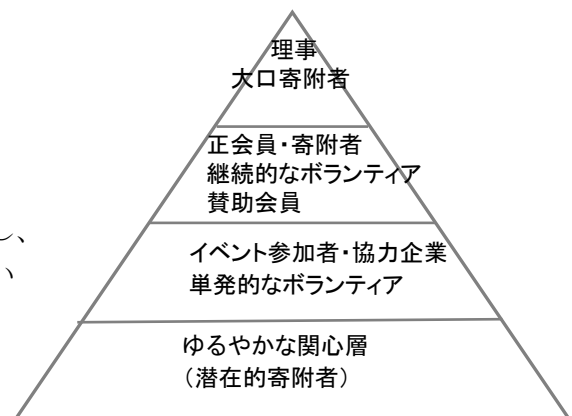 理事
大口寄附者
正会員・寄附者
継続的なボランティア
賛助会員
イベント参加者・協力企業
単発的なボランティア
ゆるやかな関心層
（潜在的寄附者）